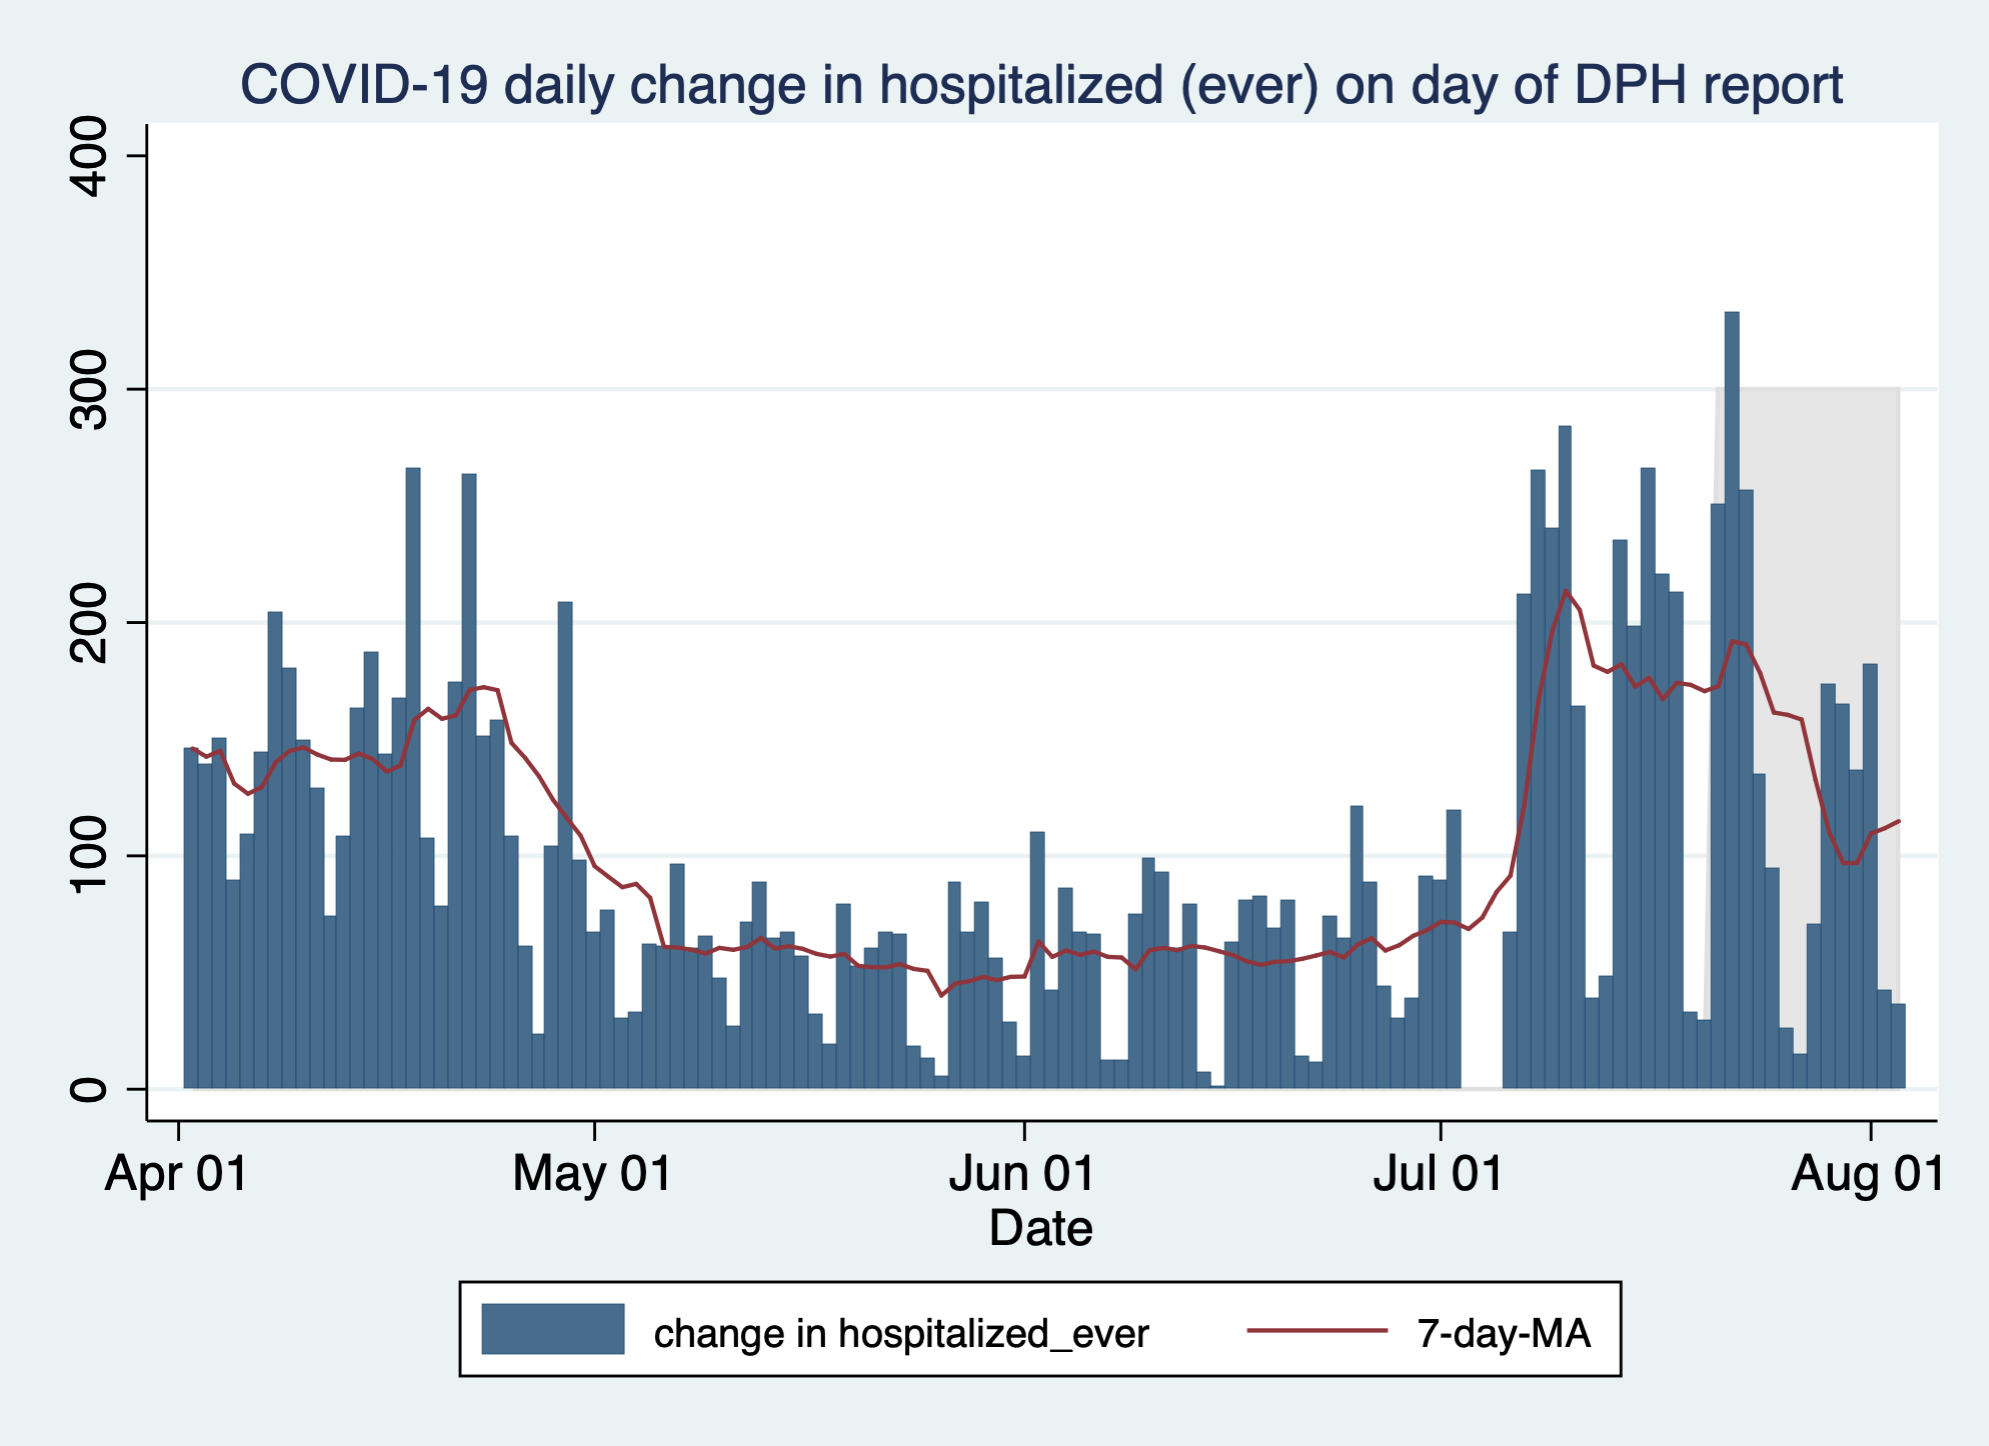 COVID-19 daily change in hospitalized (ever) on day of DPH report
400
300
200
100
0
Apr 01 May 01 Jun 01 Jul 01 Aug 01
Date
change in hospitalized_ever 7-day-MA